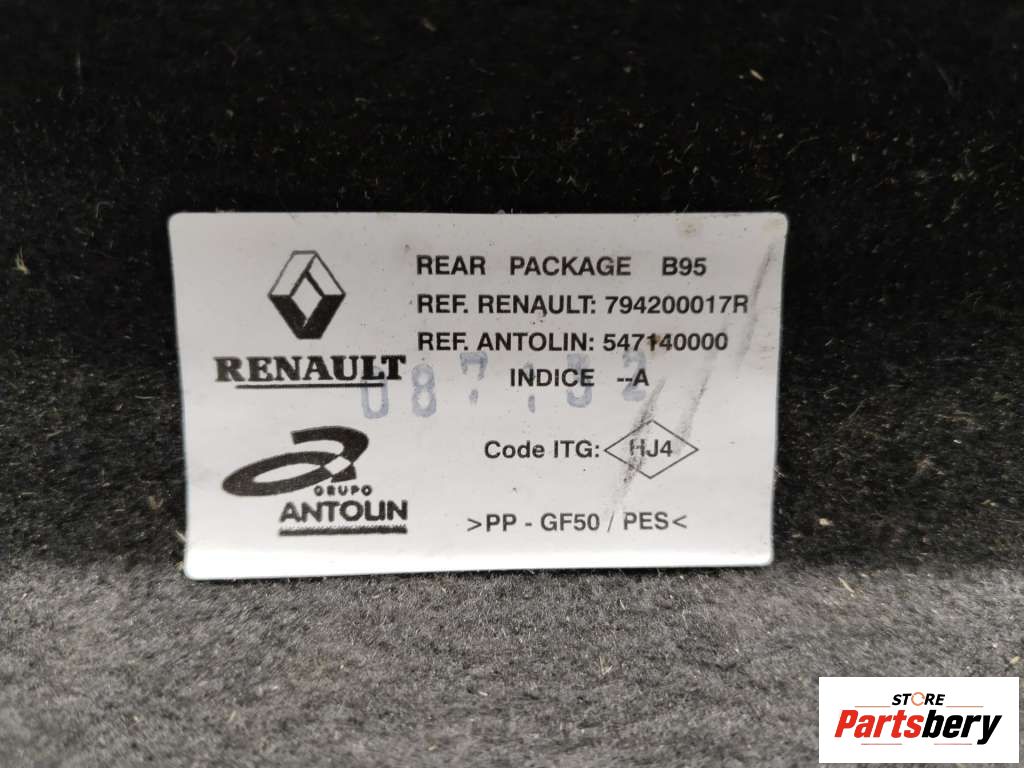 REAR PACKAGE B95
REF. RENAULT: 794200017R
REF. ANTOLIN: 547140000
INDICE --A
RENAULT
Code ITG: HJ4
GRUPO
ANTOLIN
>PP - GF50 / PES<
STORE
Partsbery